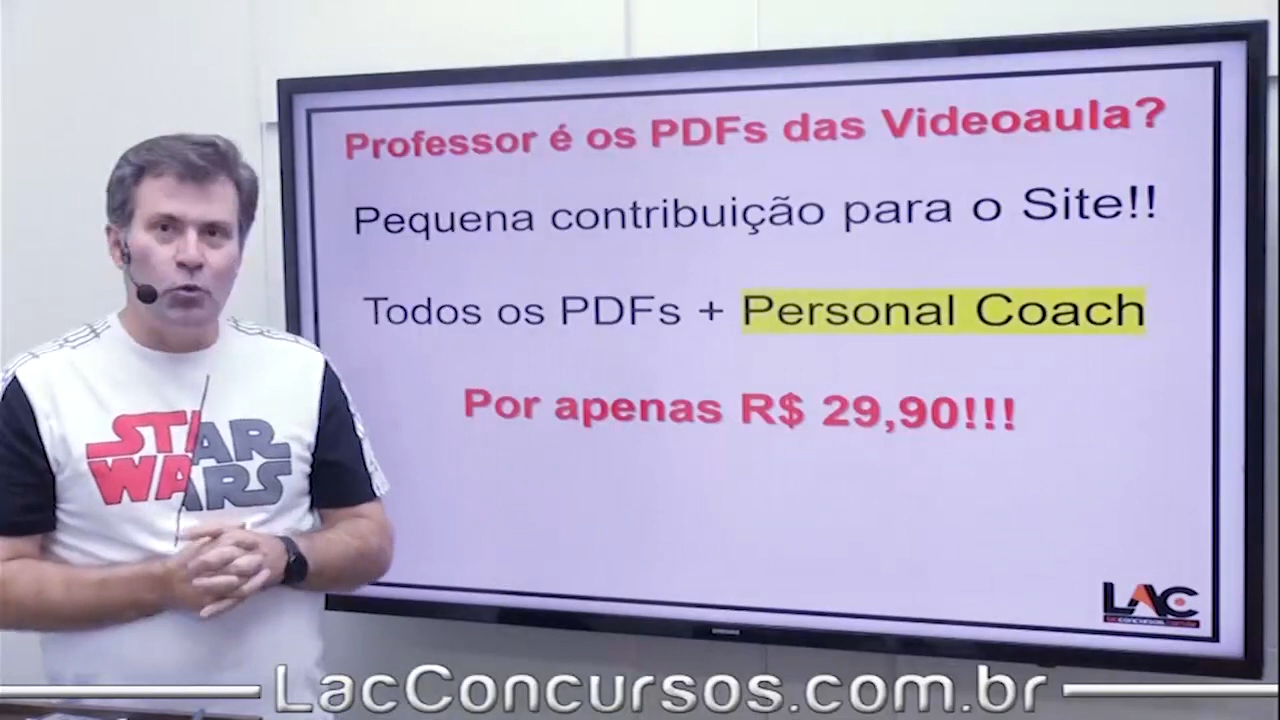 Professor é os PDFs das Videoaula?
Pequena contribuição para o Site!!
Todos os PDFs + Personal Coach
Por apenas R$ 29,90!!!
STAR
WARS
LAC
LacConcursos.com.br